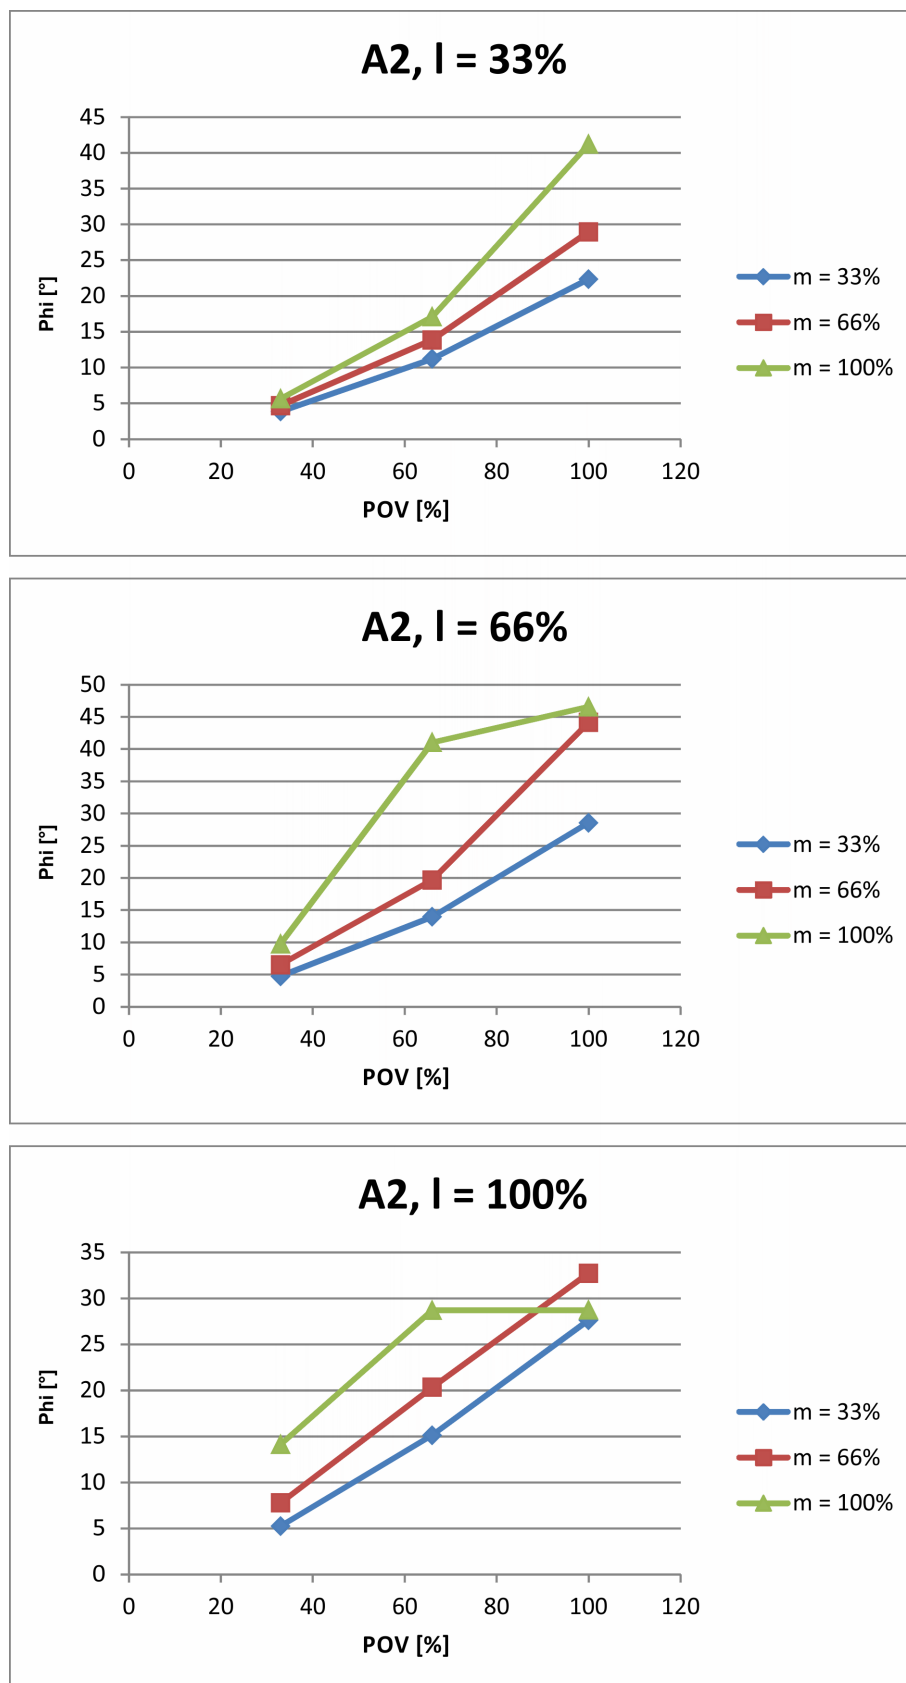 A2, l = 33%
45
40
35
30
25
20
15
10
5
0
Phi [°]
0 20 40 60 80 100 120
POV [%]
m = 33%
m = 66%
m = 100%
A2, l = 66%
50
45
40
35
30
25
20
15
10
5
0
Phi [°]
0 20 40 60 80 100 120
POV [%]
m = 33%
m = 66%
m = 100%
A2, l = 100%
35
30
25
20
15
10
5
0
Phi [°]
0 20 40 60 80 100 120
POV [%]
m = 33%
m = 66%
m = 100%